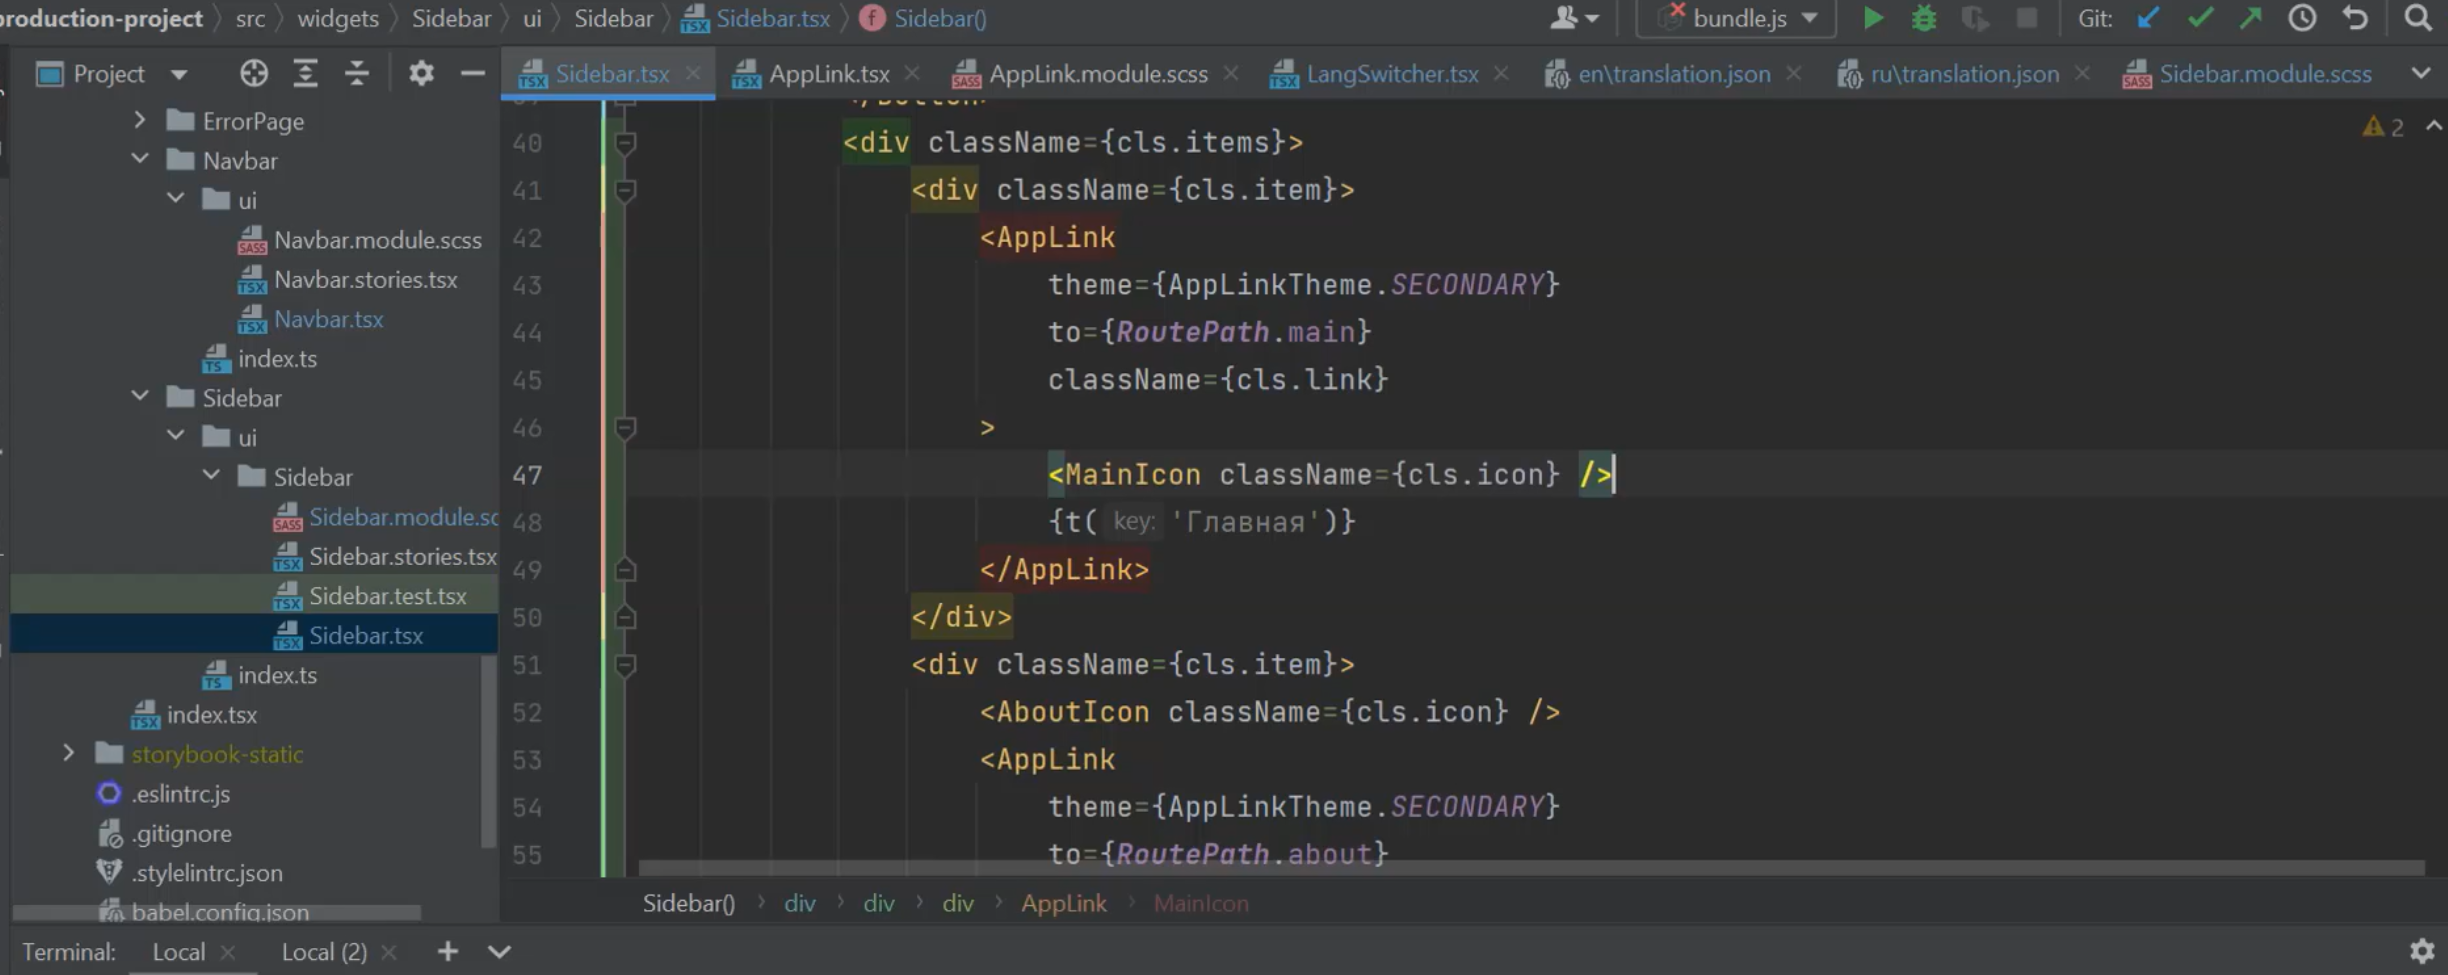 production-project src widgets Sidebar ui Sidebar Sidebar.tsx Sidebar() bundle.js Git:
Project Sidebar.tsx AppLink.tsx AppLink.module.scss LangSwitcher.tsx en\translation.json ru\translation.json Sidebar.module.scss
ErrorPage
Navbar
ui
Navbar.module.scss
Navbar.stories.tsx
Navbar.tsx
index.ts
Sidebar
ui
Sidebar
Sidebar.module.sc
Sidebar.stories.tsx
Sidebar.test.tsx
Sidebar.tsx
index.ts
index.tsx
storybook-static
.eslintrc.js
.gitignore
.stylelintrc.json
babel.config.json
2
39 </Button>
40 <div className={cls.items}>
41 <div className={cls.item}>
42 <AppLink
43 theme={AppLinkTheme.SECONDARY}
44 to={RoutePath.main}
45 className={cls.link}
46 >
47 <MainIcon className={cls.icon} />
48 {t( key: 'Главная')}
49 </AppLink>
50 </div>
51 <div className={cls.item}>
52 <AboutIcon className={cls.icon} />
53 <AppLink
54 theme={AppLinkTheme.SECONDARY}
55 to={RoutePath.about}
Sidebar() div div div AppLink MainIcon
Terminal: Local Local (2)